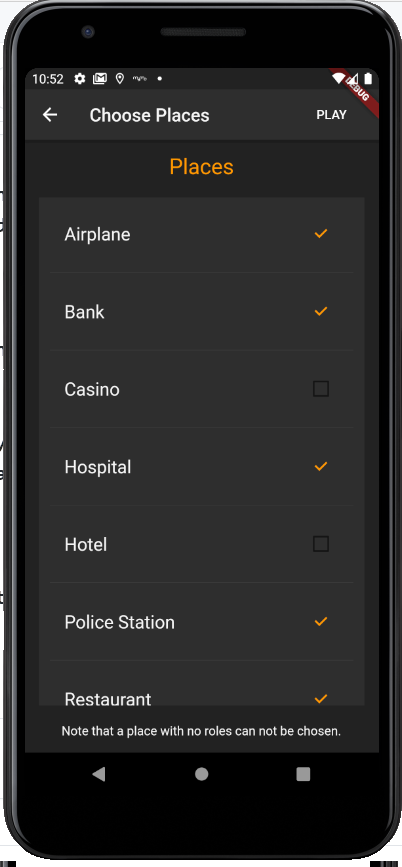 10:52
DEBUG
Choose Places PLAY
Places
Airplane
Bank
Casino
Hospital
Hotel
Police Station
Restaurant
Note that a place with no roles can not be chosen.